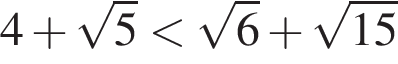 4 + √5 < √6 + √15